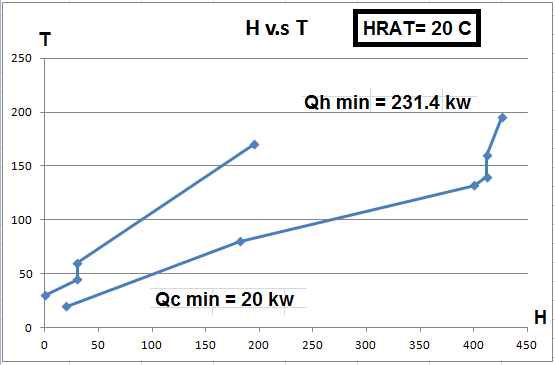 H v.s T
HRAT= 20 C
T
250
Qh min = 231.4 kw
200
150
100
50
Qc min = 20 kw
H
0
0 50 100 150 200 250 300 350 400 450